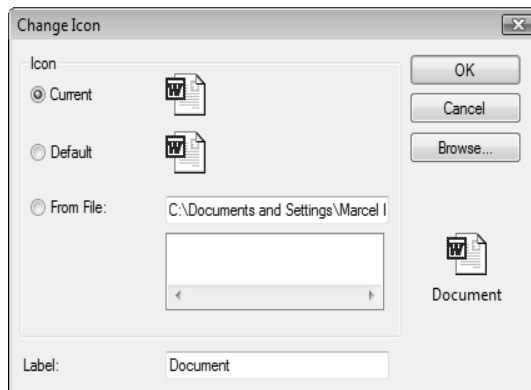 Change Icon
Icon
Current
Default
From File:
C:\Documents and Settings\Marcel
OK
Cancel
Browse...
Document
Label:
Document